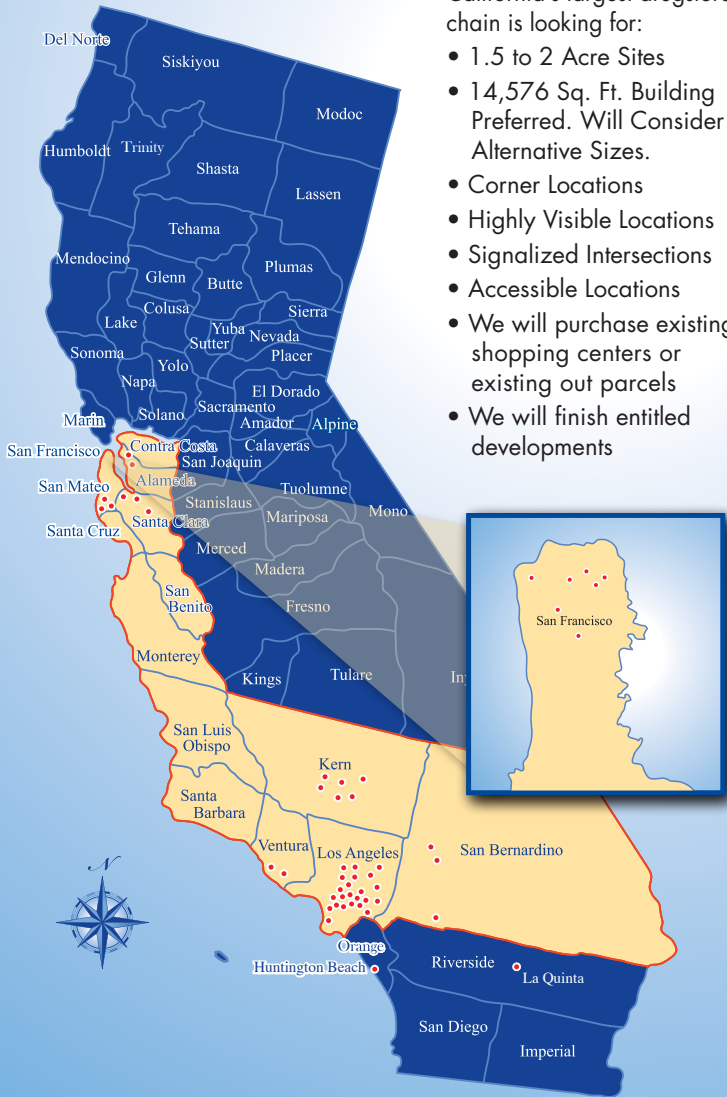 chain is looking for:
• 1.5 to 2 Acre Sites
• 14,576 Sq. Ft. Building
Preferred. Will Consider
Alternative Sizes.
• Corner Locations
• Highly Visible Locations
• Signalized Intersections
• Accessible Locations
• We will purchase existing
shopping centers or
existing out parcels
• We will finish entitled
developments
Del Norte
Siskiyou
Modoc
Humboldt
Trinity
Shasta
Lassen
Tehama
Mendocino
Glenn
Butte
Plumas
Colusa
Lake
Yuba
Sierra
Sutter
Nevada
Sonoma
Placer
Yolo
Napa
El Dorado
Solano
Sacramento
Marin
Amador
Alpine
San Francisco
Contra Costa
Calaveras
San Joaquin
San Mateo
Alameda
Tuolumne
Stanislaus
Mono
Santa Cruz
Santa Clara
Mariposa
Merced
Madera
San
Benito
Fresno
San Francisco
Monterey
Kings
Tulare
San Luis
Obispo
Kern
Santa
Barbara
Ventura
Los Angeles
San Bernardino
N
Orange
Huntington Beach
Riverside
La Quinta
San Diego
Imperial